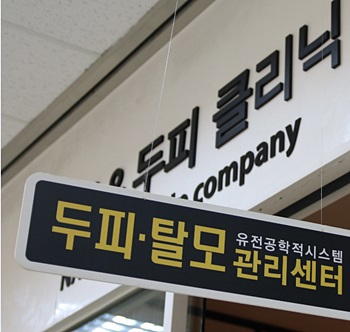 & 두피 클리닉
company
두피·탈모 유전공학적시스템
관리센터